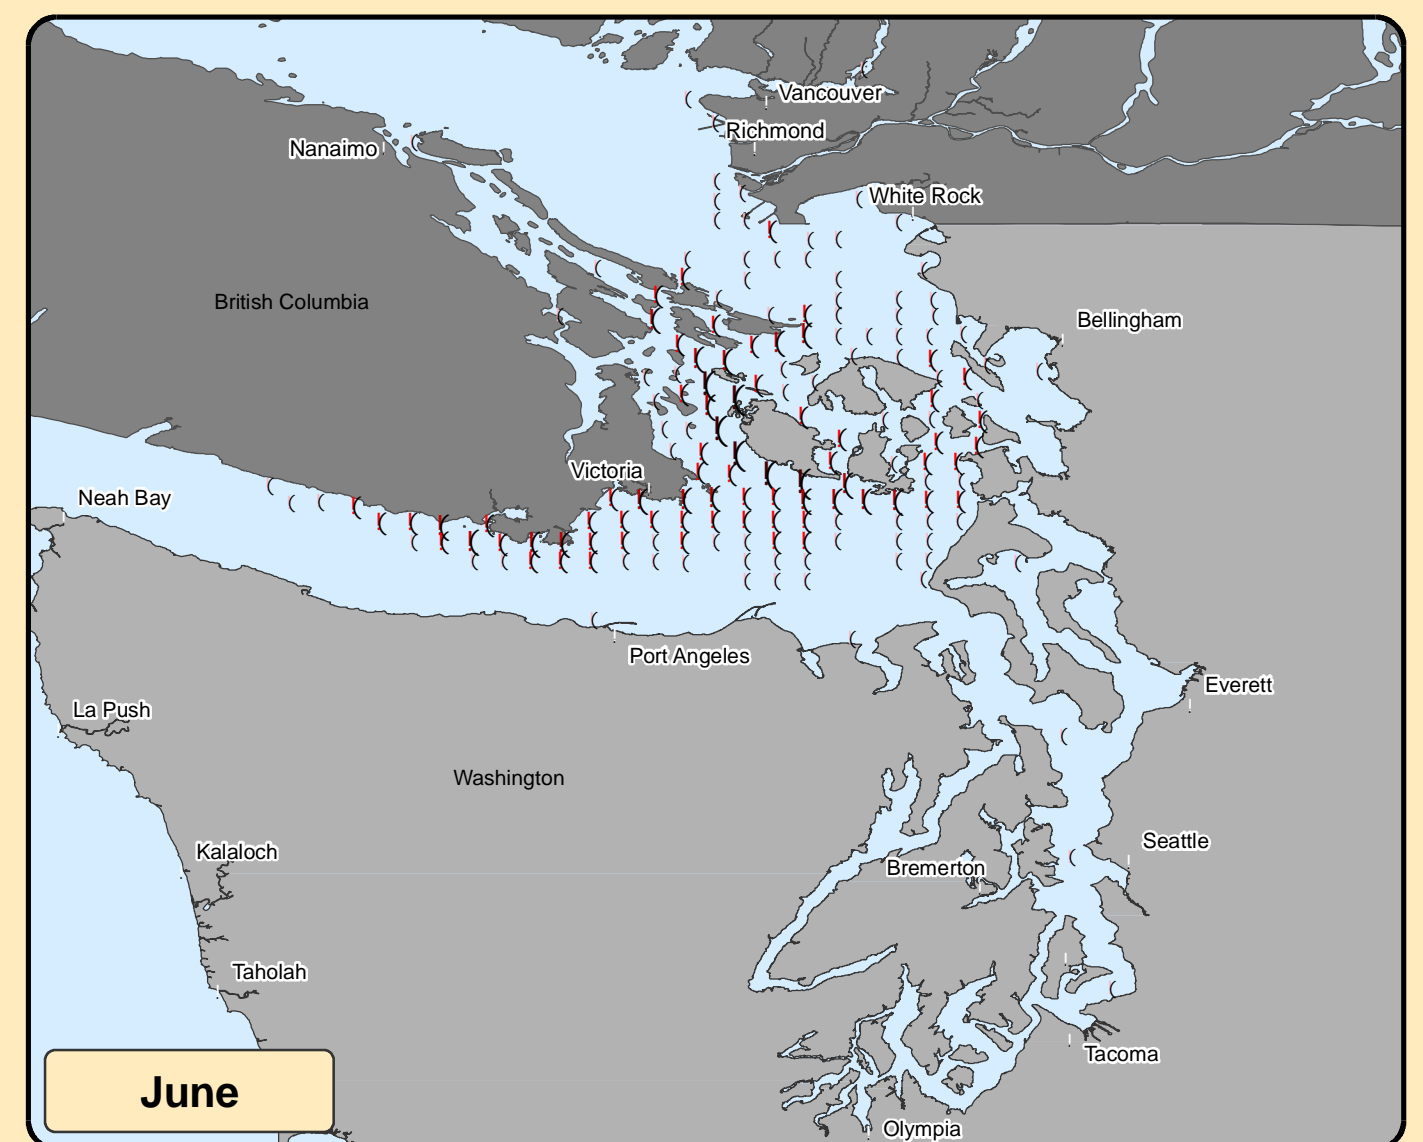 Vancouver
Richmond
Nanaimo
White Rock
British Columbia
Bellingham
Victoria
Neah Bay
Port Angeles
Everett
La Push
Washington
Seattle
Kalaloch
Bremerton
Taholah
Tacoma
June
Olympia